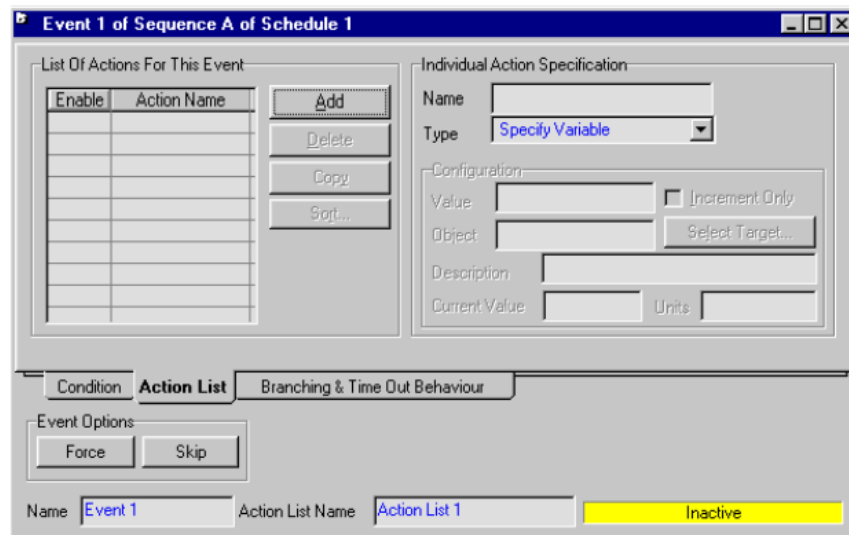 Event 1 of Sequence A of Schedule 1
List Of Actions For This Event
Enable Action Name
Add
Delete
Copy
Sort...
Individual Action Specification
Name
Type Specify Variable
Configuration
Value Increment Only
Object Select Target...
Description
Current Value Units
Condition Action List Branching & Time Out Behaviour
Event Options
Force Skip
Name Event 1 Action List Name Action List 1 Inactive